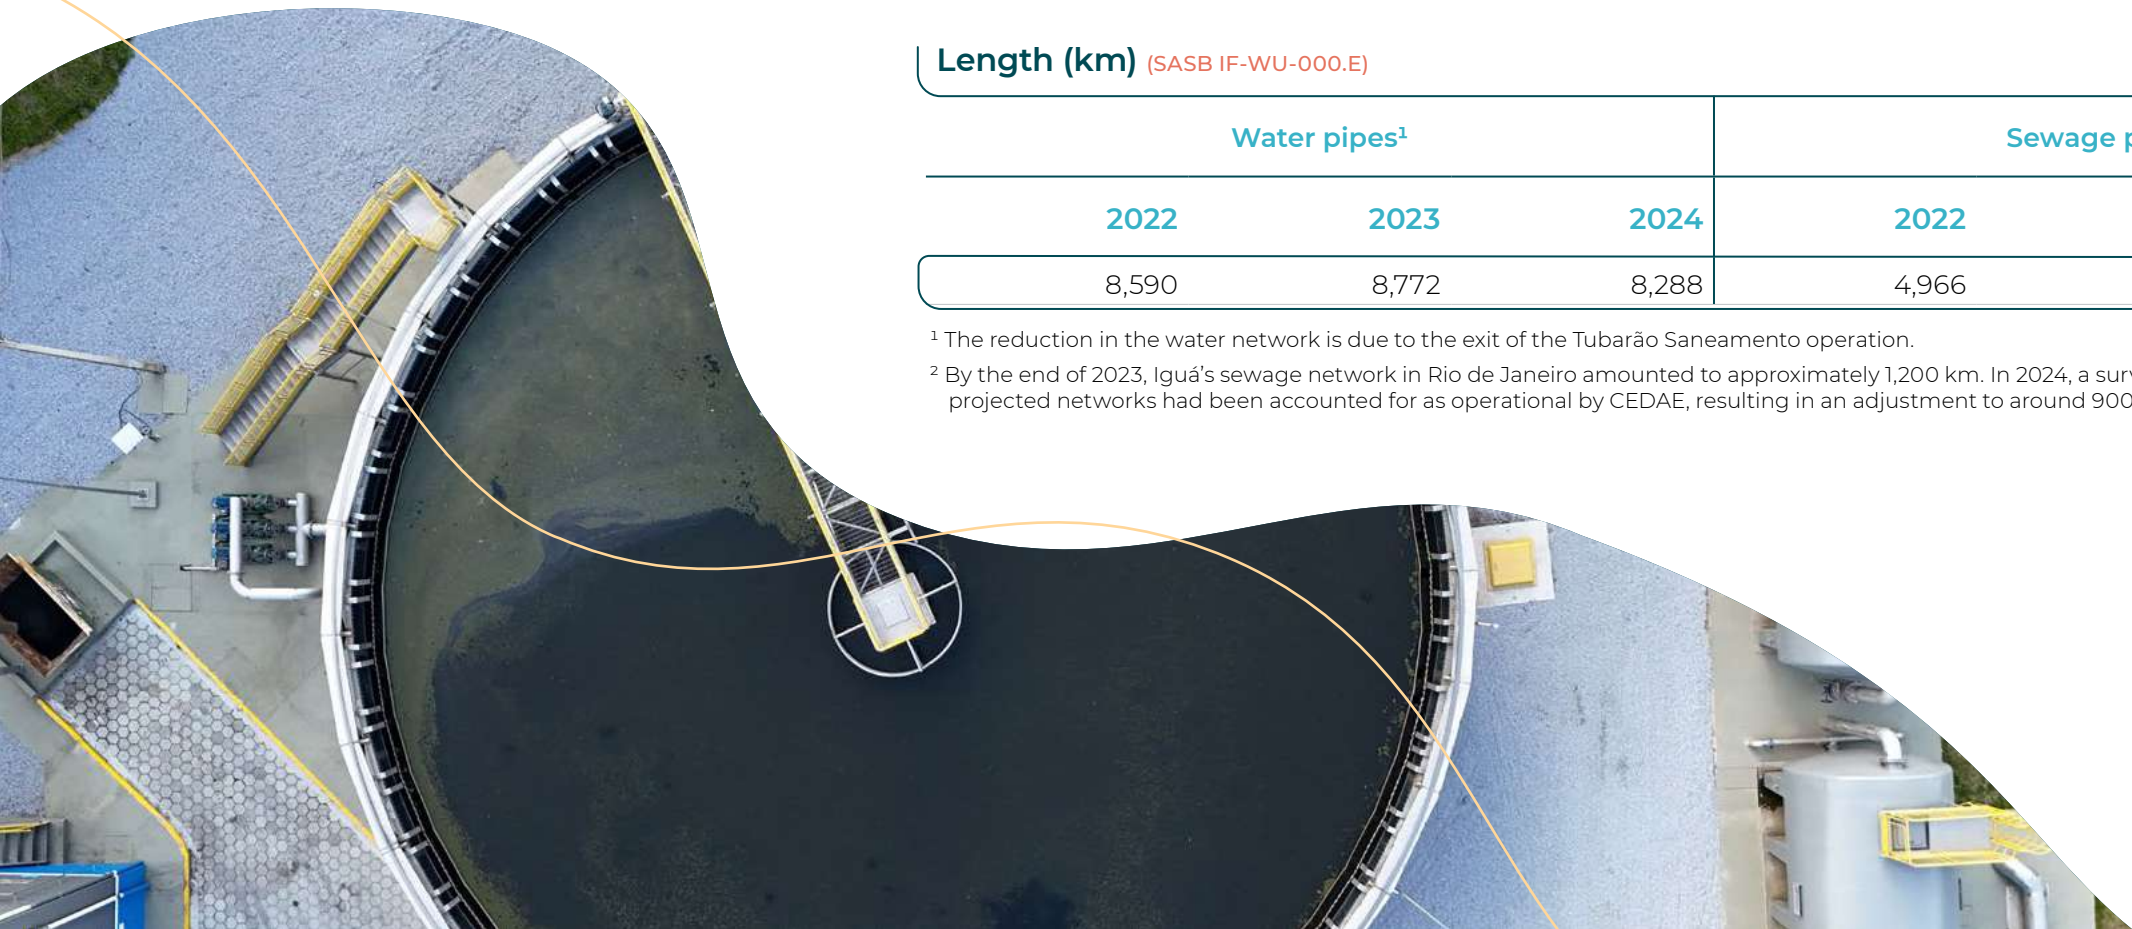 Length (km) (SASB IF-WU-000.E)
Water pipes¹ Sewage
2022 2023 2024 2022
8,590 8,772 8,288 4,966
¹ The reduction in the water network is due to the exit of the Tubarão Saneamento operation.
² By the end of 2023, Iguá’s sewage network in Rio de Janeiro amounted to approximately 1,200 km. In 2024, a
projected networks had been accounted for as operational by CEDAE, resulting in an adjustment to around 900